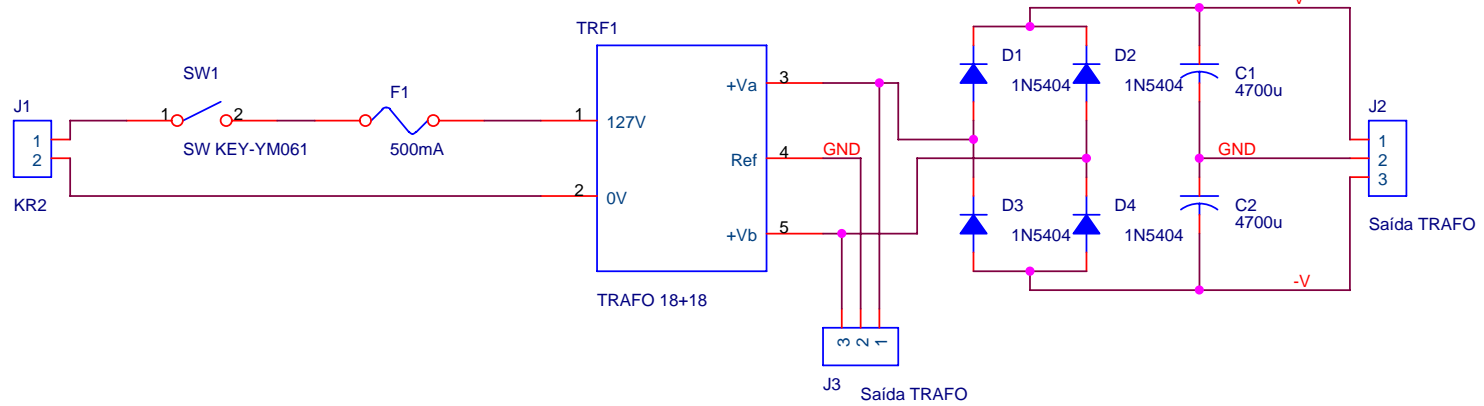 TRF1
SW1
F1
J1
1
2
KR2
1
2
SW KEY-YM061
500mA
1
127V
2
0V
+Va
3
Ref
4
GND
+Vb
5
TRAFO 18+18
3
2
1
J3
Saída TRAFO
D1
1N5404
D2
1N5404
D3
1N5404
D4
1N5404
C1
4700u
GND
C2
4700u
-V
J2
1
2
3
Saída TRAFO